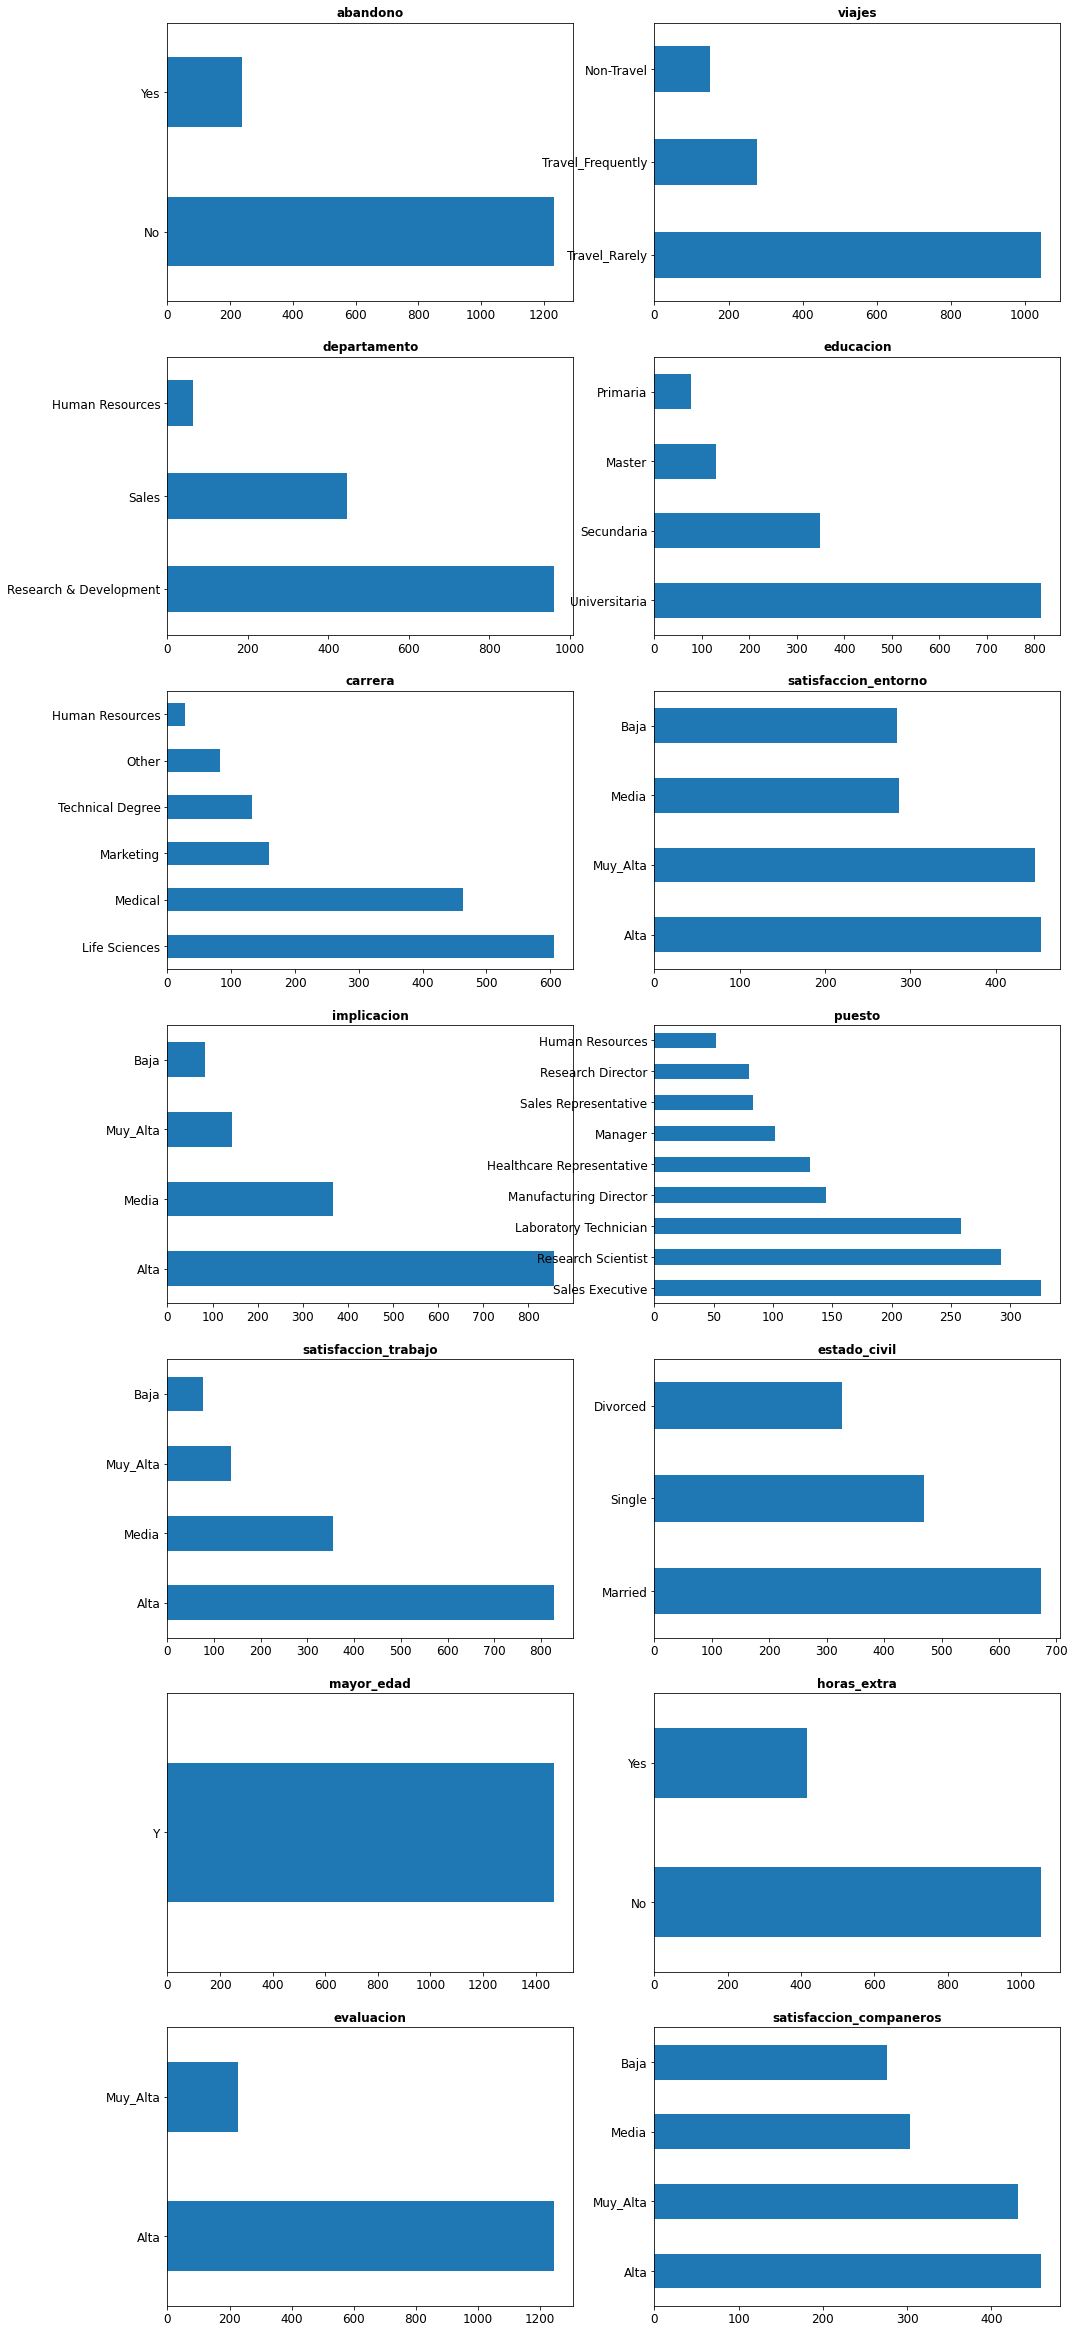 abandono
Yes
No
0 200 400 600 800 1000 1200
viajes
Non-Travel
Travel_Frequently
Travel_Rarely
0 200 400 600 800 1000
departamento
Human Resources
Sales
Research & Development
0 200 400 600 800 1000
educacion
Primaria
Master
Secundaria
Universitaria
0 100 200 300 400 500 600 700 800
carrera
Human Resources
Other
Technical Degree
Marketing
Medical
Life Sciences
0 100 200 300 400 500 600
satisfaccion_entorno
Baja
Media
Muy_Alta
Alta
0 100 200 300 400
implicacion
Baja
Muy_Alta
Media
Alta
0 100 200 300 400 500 600 700 800
puesto
Human Resources
Research Director
Sales Representative
Manager
Healthcare Representative
Manufacturing Director
Laboratory Technician
Research Scientist
Sales Executive
0 50 100 150 200 250 300
satisfaccion_trabajo
Baja
Muy_Alta
Media
Alta
0 100 200 300 400 500 600 700 800
estado_civil
Divorced
Single
Married
0 100 200 300 400 500 600 700
mayor_edad
Y
0 200 400 600 800 1000 1200 1400
horas_extra
Yes
No
0 200 400 600 800 1000
evaluacion
Muy_Alta
Alta
0 200 400 600 800 1000 1200
satisfaccion_companeros
Baja
Media
Muy_Alta
Alta
0 100 200 300 400